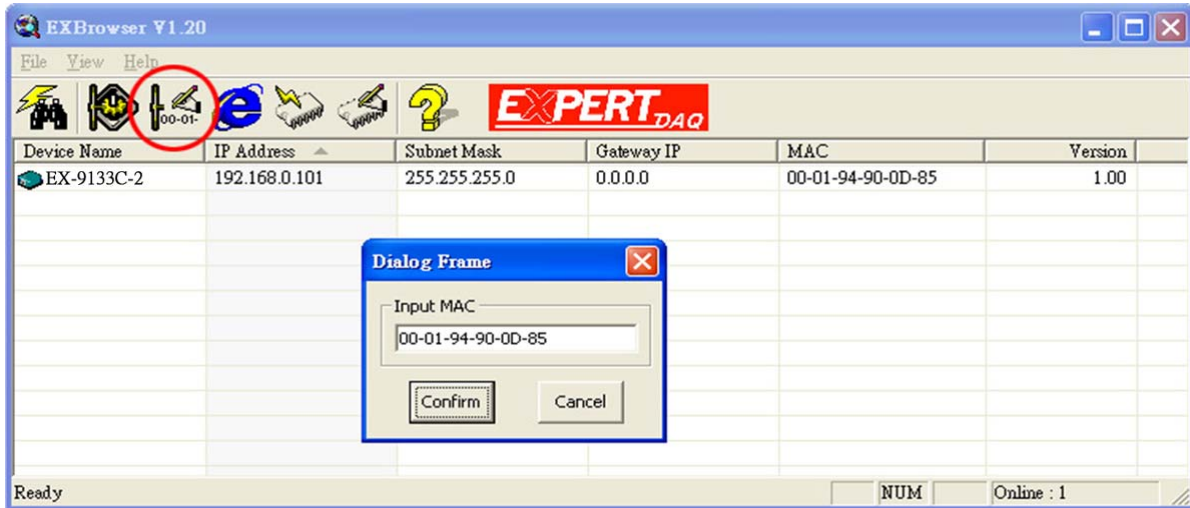 EXBrowser V1.20
File View Help
00-01-
EXPERT DAQ
Device Name IP Address Subnet Mask Gateway IP MAC Version
EX-9133C-2 192.168.0.101 255.255.255.0 0.0.0.0 00-01-94-90-0D-85 1.00
Dialog Frame
Input MAC
00-01-94-90-0D-85
Confirm Cancel
Ready NUM Online : 1